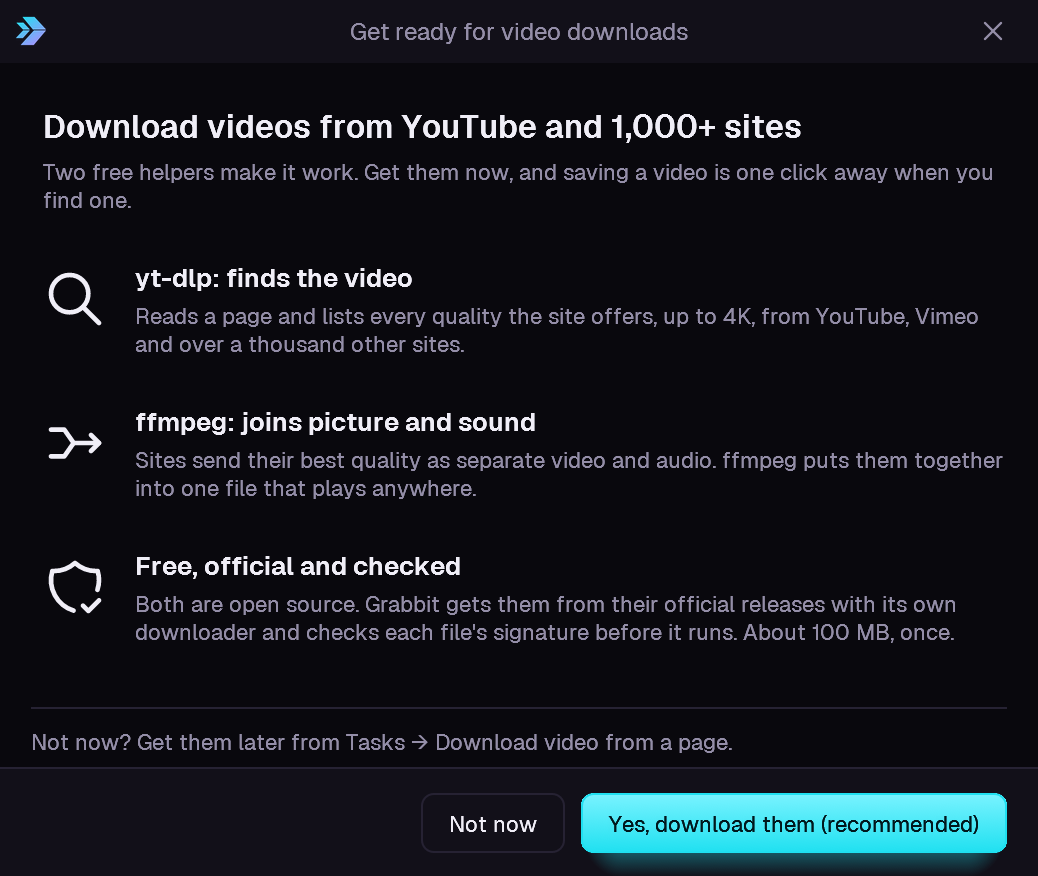 Get ready for video downloads
Download videos from YouTube and 1,000+ sites
Two free helpers make it work. Get them now, and saving a video is one click away when you
find one.
yt-dlp: finds the video
Reads a page and lists every quality the site offers, up to 4K, from YouTube, Vimeo
and over a thousand other sites.
ffmpeg: joins picture and sound
Sites send their best quality as separate video and audio. ffmpeg puts them together
into one file that plays anywhere.
Free, official and checked
Both are open source. Grabbit gets them from their official releases with its own
downloader and checks each file's signature before it runs. About 100 MB, once.
Not now? Get them later from Tasks → Download video from a page.
Not now
Yes, download them (recommended)